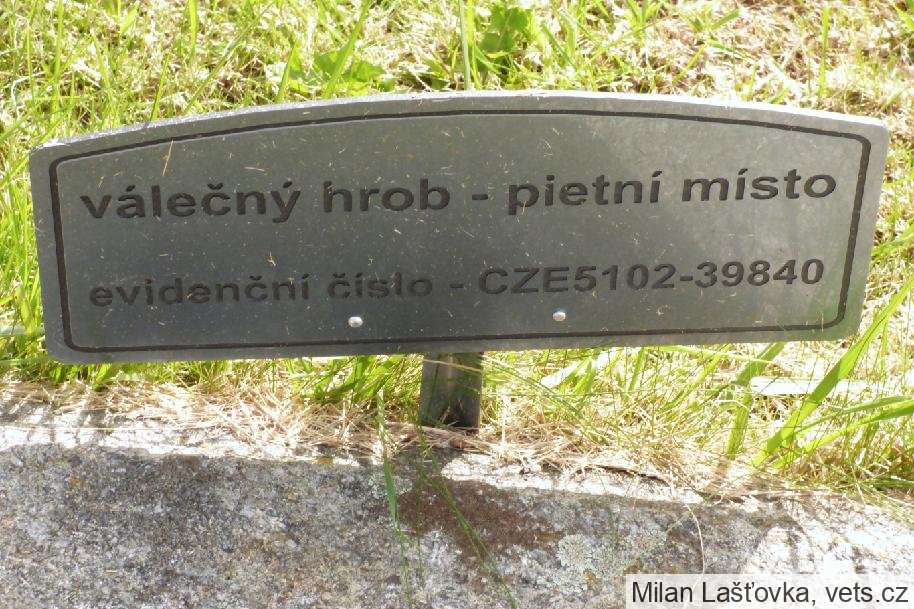 válečný hrob - pietní místo
evidenční číslo - CZE5102-39840
Milan Lašťovka, vets.cz